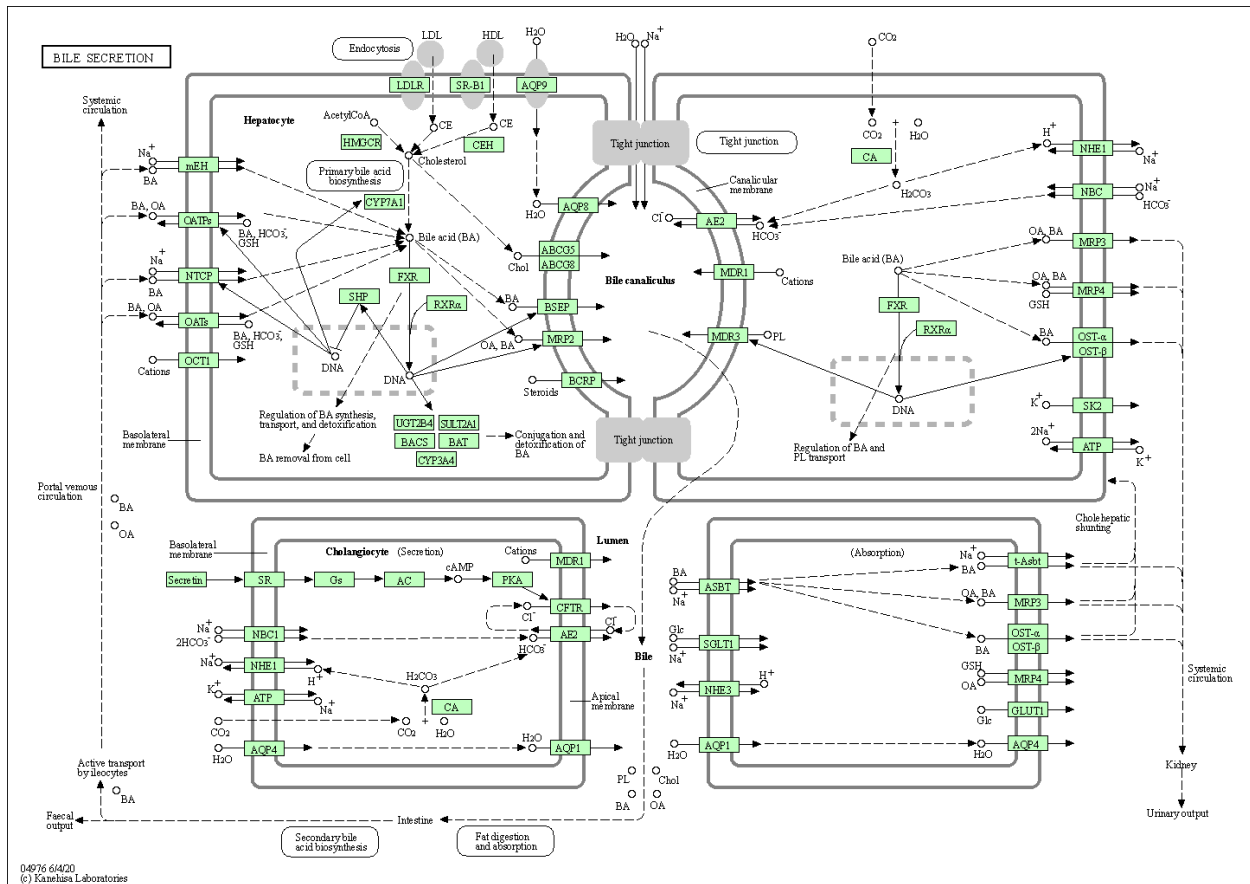 BILE SECRETION
Endocytosis
LDL
HDL
H2O
H2O
Na+
CO2
LDLR
SR-B1
AQP9
Systemic circulation
Hepatocyte
AcetylCoA
CE
CE
HMGCR
CEH
Cholesterol
Primary bile acid
biosynthesis
CYP7A1
Tight junction
Tight junction
Canalicular
membrane
CO2
+
H2O
CA
H2CO3
H+
NHE1
Na+
NBC
Na+
HCO3-
Na+
mEH
BA
BA, OA
OATPs
BA, HCO3-,
GSH
Na+
NTCP
BA
BA, OA
OATs
BA, HCO3-,
GSH
OCT1
Cations
H2O
AQP8
Bile acid (BA)
Chol
ABCG5
ABCG8
FXR
SHP
RXRα
BA
BSEP
OA, BA
MRP2
Steroids
BCRP
DNA
DNA
Bile canaliculus
Cl-
AE2
HCO3-
MDR1
Cations
MDR3
PL
Bile acid (BA)
FXR
RXRα
DNA
OA, BA
MRP3
OA, BA
MRP4
GSH
BA
OST-α
OST-β
K+
SK2
2Na+
ATP
K+
Regulation of BA synthesis,
transport, and detoxification
BA removal from cell
UGT2B4
SULT2A1
BACS
BAT
CYP3A4
Conjugation and
detoxification of
BA
Tight junction
Regulation of BA and
PL transport
Basolateral
membrane
Portal venous
circulation
BA
OA
Cholehepatic
shunting
Basolateral
membrane
Cholangiocyte (Secretion)
Lumen
Cations
MDR1
Secretin
SR
Gs
AC
cAMP
PKA
CFTR
Cl-
Cl-
AE2
HCO3-
Na+
2HCO3-
NBC1
Na+
NHE1
H+
K+
ATP
Na+
H2CO3
CA
+
CO2
CO2
H2O
H2O
AQP4
H2O
AQP1
Apical
membrane
Bile
(Absorption)
BA
ASBT
Na+
Glc
SGLT1
Na+
H+
NHE3
Na+
AQP1
H2O
Na+
BA
t-Asbt
OA, BA
MRP3
OST-α
OST-β
BA
GSH
OA
MRP4
GLUT1
Glc
AQP4
H2O
Systemic
circulation
Active transport
by ileocytes
BA
PL
Chol
BA
OA
Kidney
Faecal
output
Intestine
Urinary output
Secondary bile
acid biosynthesis
Fat digestion
and absorption
04976 6/4/20
(c) Kanehisa Laboratories